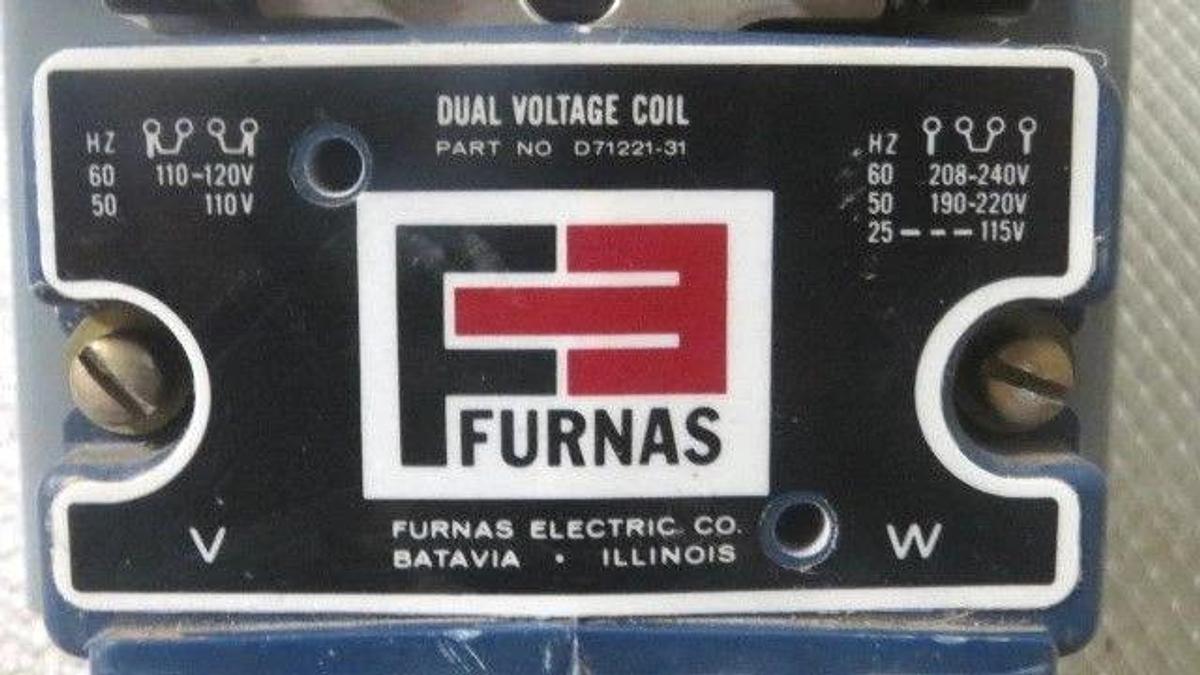 DUAL VOLTAGE COIL
PART NO D71221-31
HZ
60 110-120V
50 110V
HZ
60 208-240V
50 190-220V
25 --- 115V
FURNAS
FURNAS ELECTRIC CO.
BATAVIA · ILLINOIS
V
W